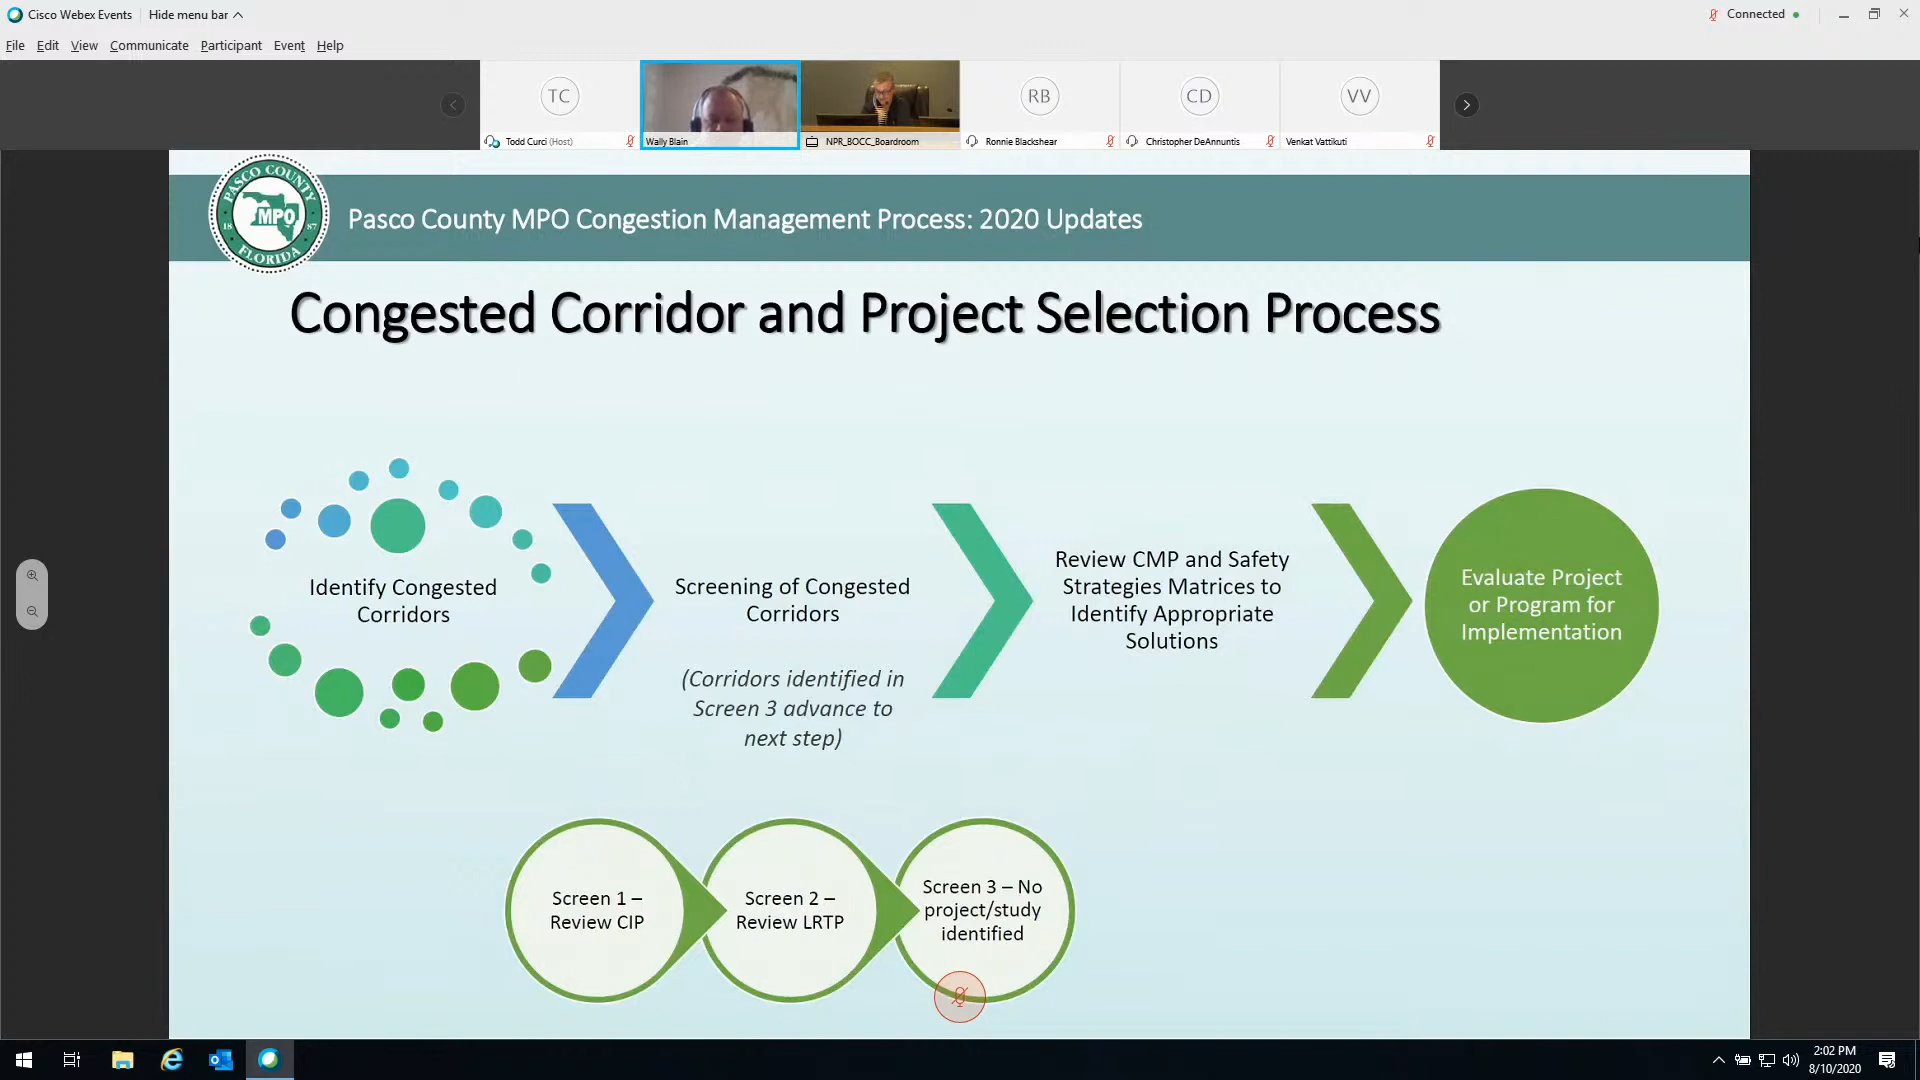 Cisco Webex Events
Hide menu bar
Connected
File Edit View Communicate Participant Event Help
TC
RB
CD
VV
Todd Curci (Host)
Wally Blain
NPR_BOCC_Boardroom
Ronnie Blackshear
Christopher DeAnnuntis
Venkat Vattikuti
PASCO COUNTY
MPO
18 87
FLORIDA
Pasco County MPO Congestion Management Process: 2020 Updates
Congested Corridor and Project Selection Process
Identify Congested
Corridors
Screening of Congested
Corridors
(Corridors identified in
Screen 3 advance to
next step)
Review CMP and Safety
Strategies Matrices to
Identify Appropriate
Solutions
Evaluate Project
or Program for
Implementation
Screen 1 –
Review CIP
Screen 2 –
Review LRTP
Screen 3 – No
project/study
identified
2:02 PM
8/10/2020